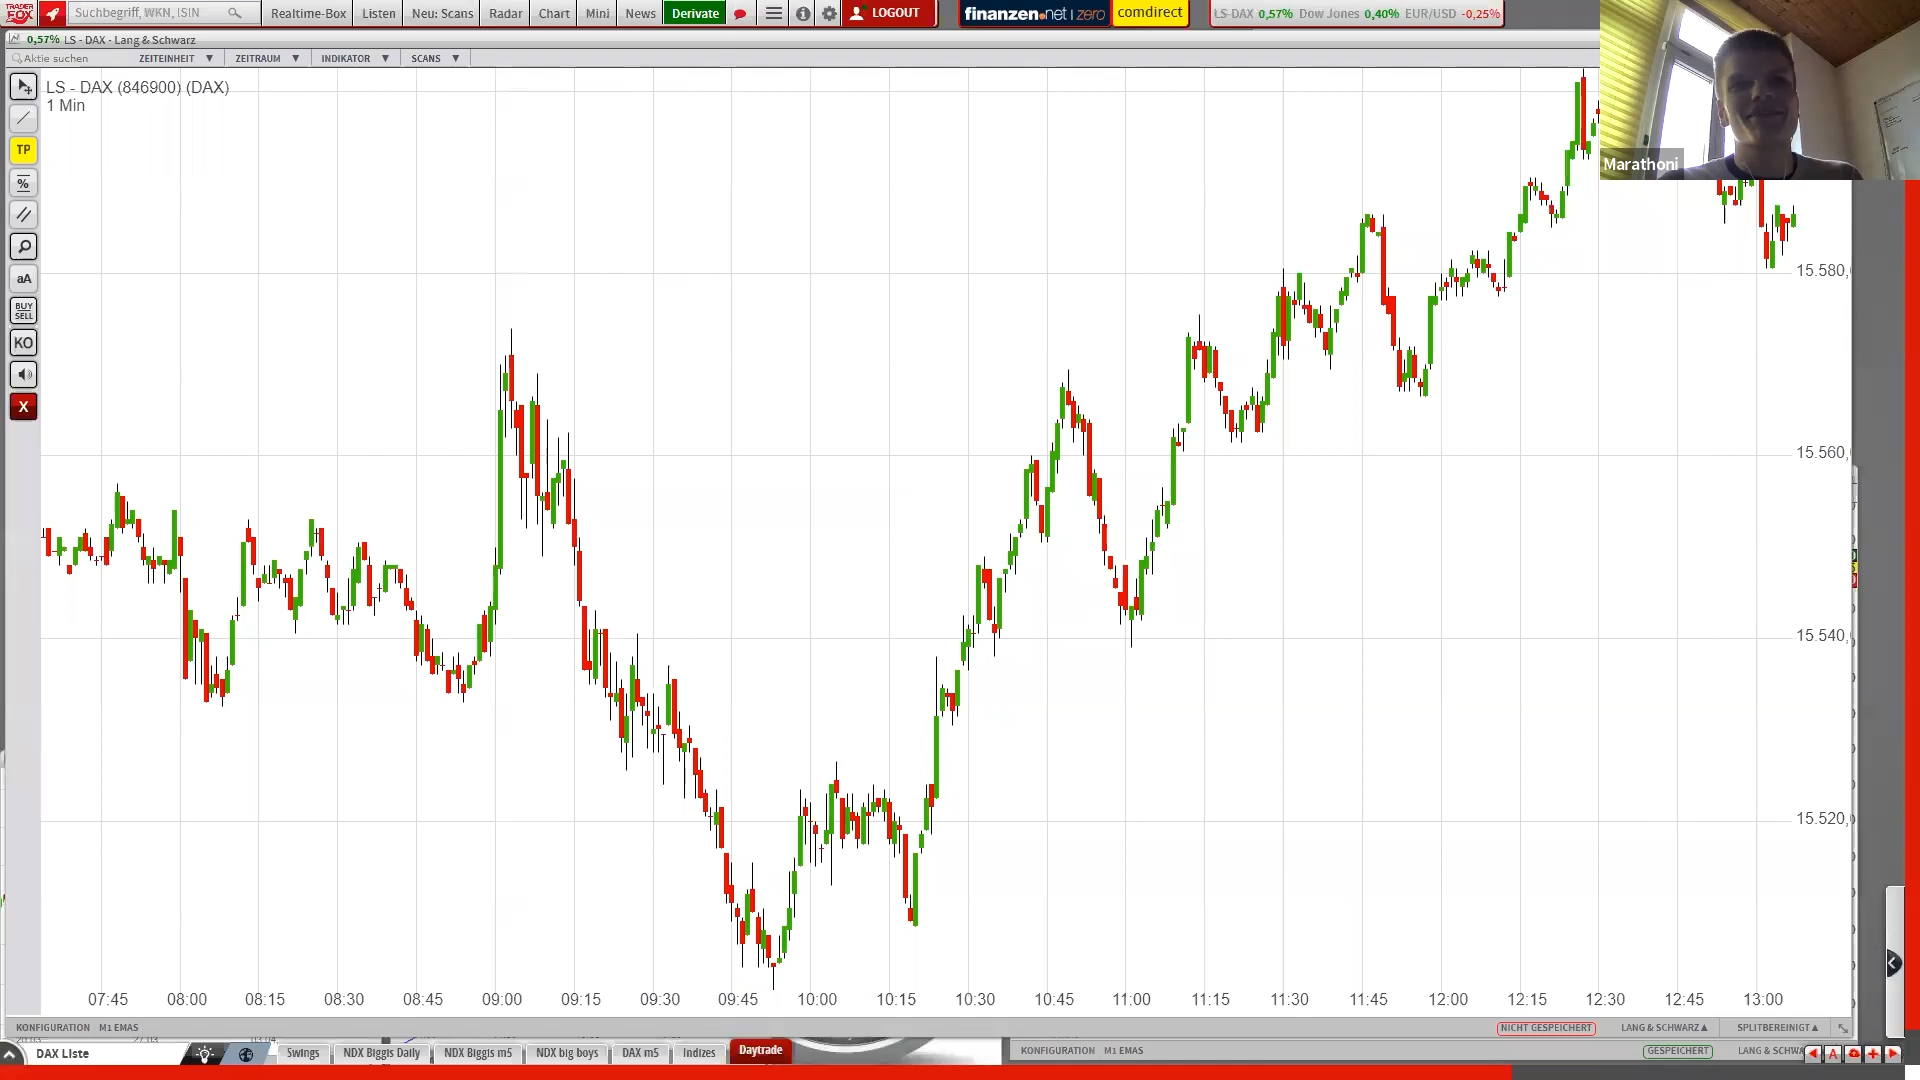 TRADER FOX Suchbegriff, WKN, ISIN Realtime-Box Listen Neu: Scans Radar Chart Mini News Derivate LOGOUT finanzen.net | zero comdirect LS-DAX 0,57% Dow Jones 0,40% EUR/USD -0,25%
0,57% LS - DAX - Lang & Schwarz
Aktie suchen ZEITEINHEIT ▼ ZEITRAUM ▼ INDIKATOR ▼ SCANS ▼
LS - DAX (846900) (DAX)
1 Min
TP
%
aA
BUY
SELL
KO
X
Marathoni
15.580,
15.560,
15.540,
15.520,
07:45 08:00 08:15 08:30 08:45 09:00 09:15 09:30 09:45 10:00 10:15 10:30 10:45 11:00 11:15 11:30 11:45 12:00 12:15 12:30 12:45 13:00
KONFIGURATION M1 EMAS NICHT GESPEICHERT LANG & SCHWARZ▲ SPLITBEREINIGT▲
DAX Liste Swings NDX Biggis Daily NDX Biggis m5 NDX big boys DAX m5 Indizes Daytrade KONFIGURATION M1 EMAS GESPEICHERT LANG & SCHWA A